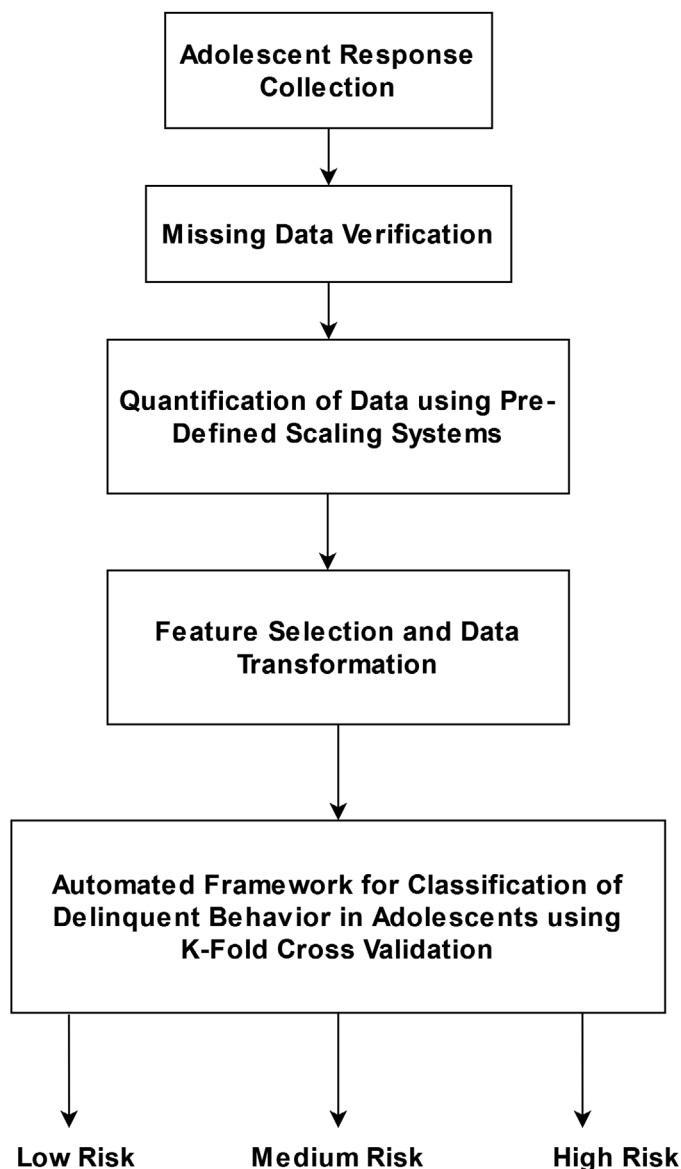 Adolescent Response
Collection
Missing Data Verification
Quantification of Data using Pre-
Defined Scaling Systems
Feature Selection and Data
Transformation
Automated Framework for Classification of
Delinquent Behavior in Adolescents using
K-Fold Cross Validation
Low Risk Medium Risk High Risk